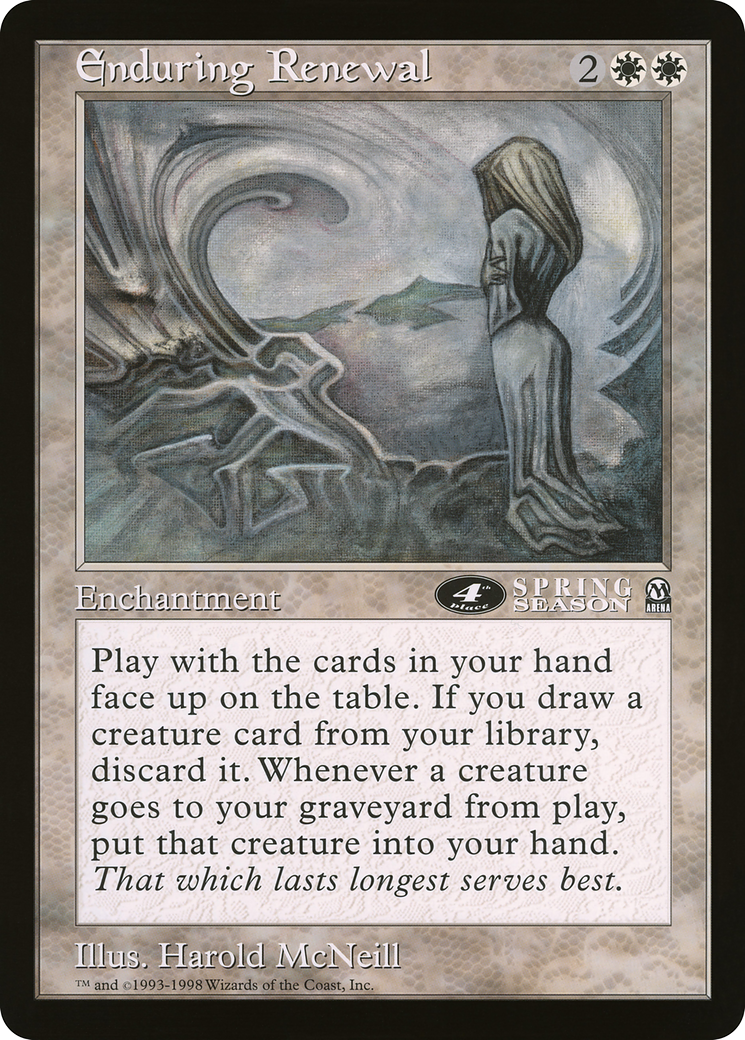 Enduring Renewal 2
Enchantment
4th place
SPRING SEASON
ARENA
Play with the cards in your hand
face up on the table. If you draw a
creature card from your library,
discard it. Whenever a creature
goes to your graveyard from play,
put that creature into your hand.
That which lasts longest serves best.
Illus. Harold McNeill
™ and ©1993-1998 Wizards of the Coast, Inc.